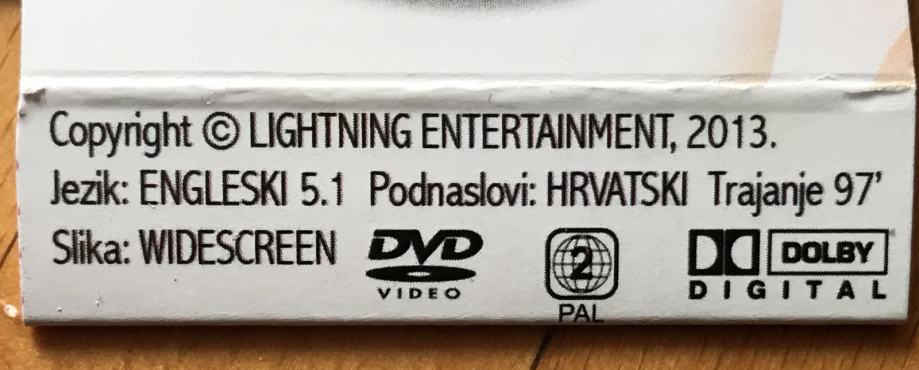 Copyright © LIGHTNING ENTERTAINMENT, 2013.
Jezik: ENGLESKI 5.1 Podnaslovi: HRVATSKI Trajanje 97'
Slika: WIDESCREEN DVD VIDEO 2 PAL DOLBY DIGITAL